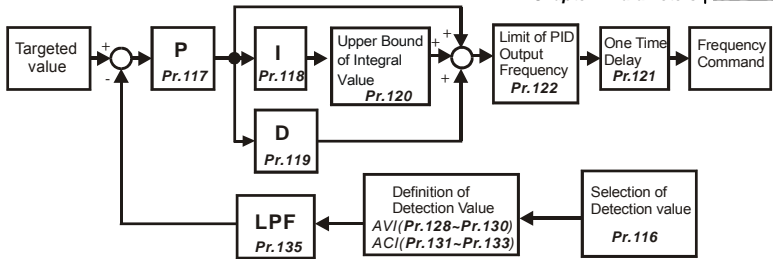 Targeted
value
+
-
P
Pr.117
I
Pr.118
Upper Bound
of Integral
Value
Pr.120
+
+
+
Limit of PID
Output
Frequency
Pr.122
One Time
Delay
Pr.121
Frequency
Command
D
Pr.119
LPF
Pr.135
Definition of
Detection Value
AVI(Pr.128~Pr.130)
ACI(Pr.131~Pr.133)
Selection of
Detection value
Pr.116